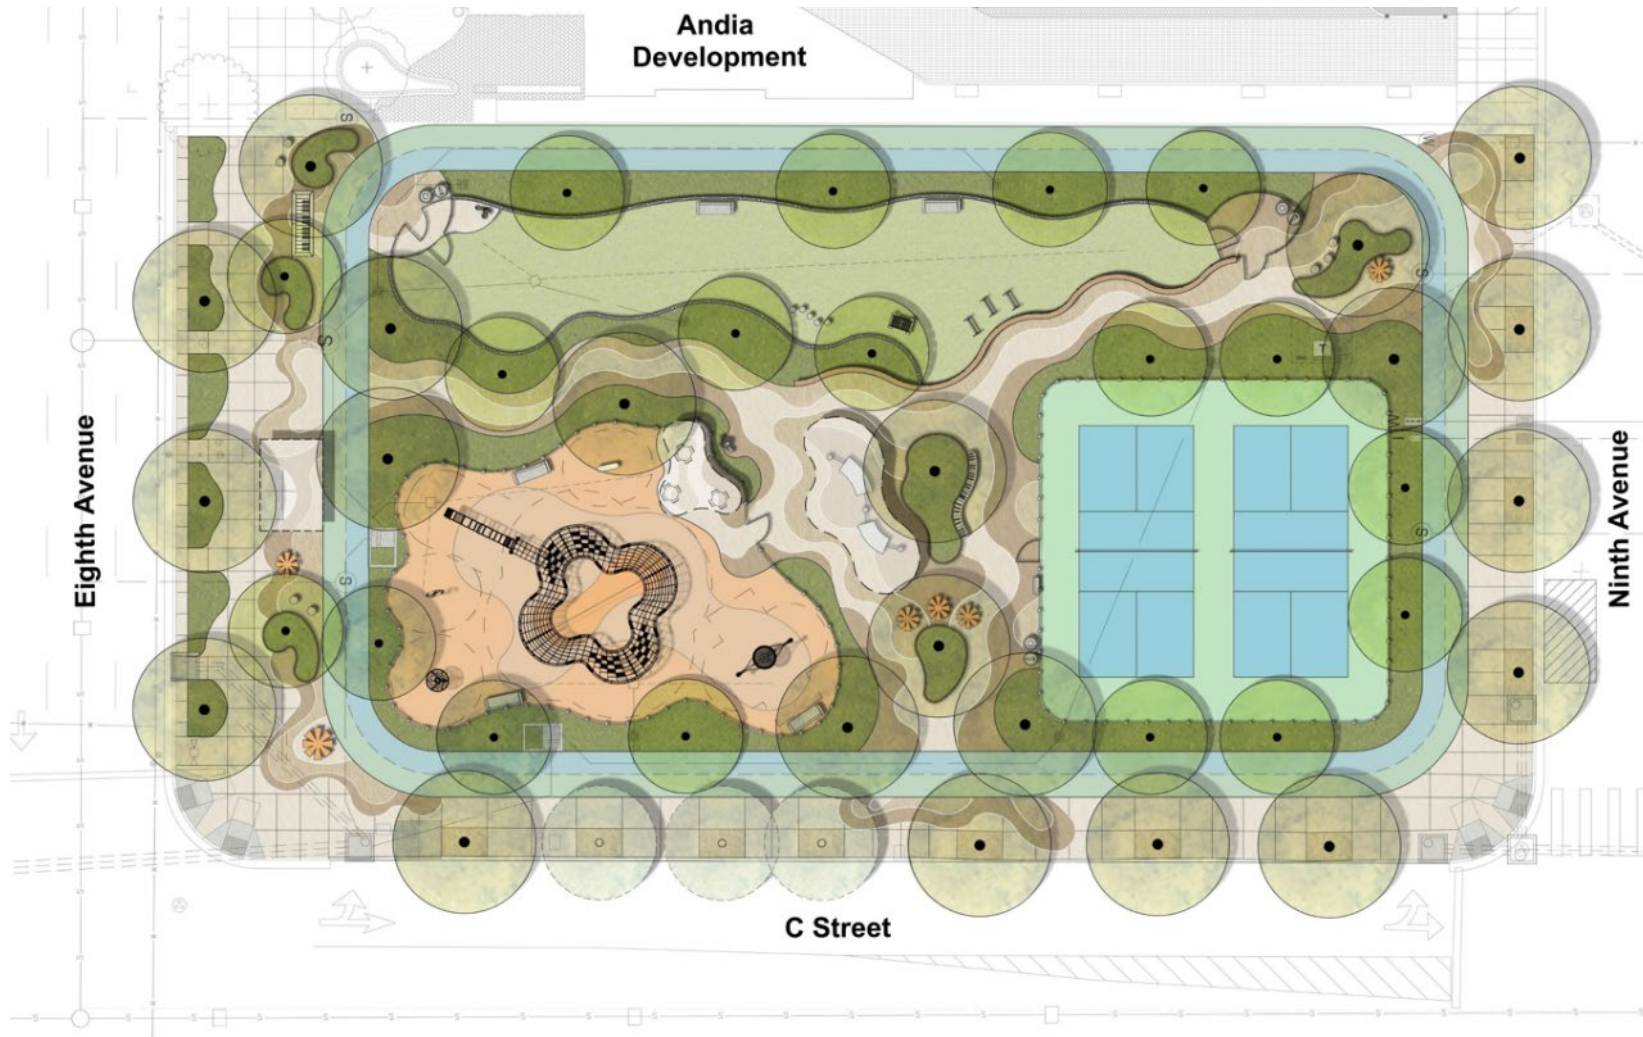 Andia
Development
Eighth Avenue
Ninth Avenue
C Street